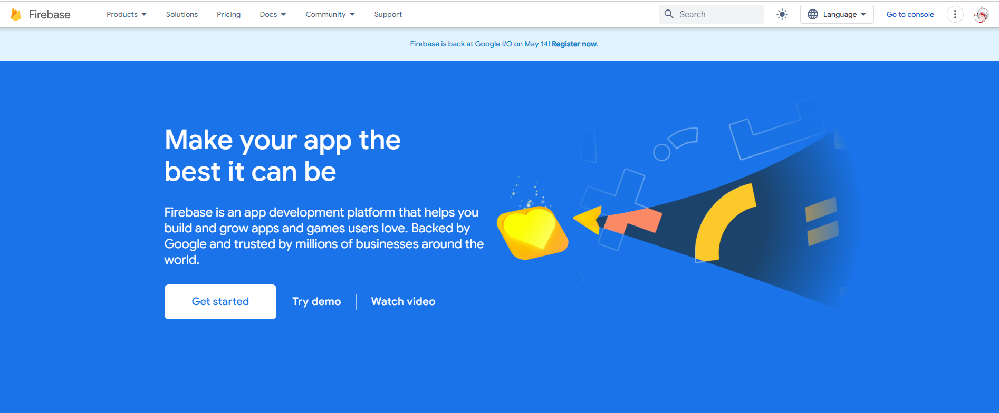 Firebase Products Solutions Pricing Docs Community Support Search Language Go to console
Firebase is back at Google I/O on May 14! Register now.
Make your app the
best it can be
Firebase is an app development platform that helps you
build and grow apps and games users love. Backed by
Google and trusted by millions of businesses around the
world.
Get started Try demo Watch video